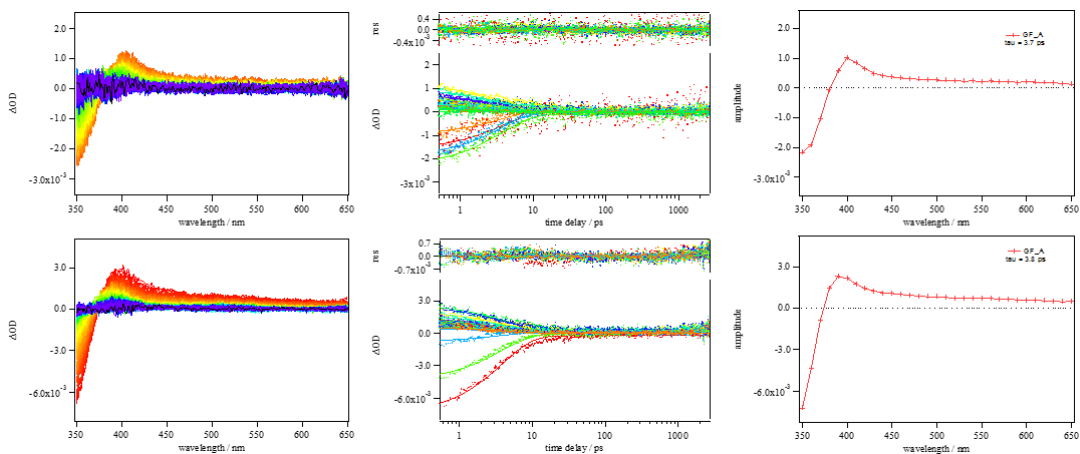 2.0
1.0
0.0
-1.0
-2.0
-3.0x10⁻³
ΔOD
350 400 450 500 550 600 650
wavelength / nm
0.4
0.0
-0.4x10⁻³
res
2
1
0
-1
-2
-3x10⁻³
ΔOD
1 10 100 1000
time delay / ps
2.0
1.0
0.0
-1.0
-2.0
-3.0x10⁻³
amplitude
GF_A
tau = 3.7 ps
350 400 450 500 550 600 650
wavelength / nm
3.0
0.0
-3.0
-6.0x10⁻³
ΔOD
350 400 450 500 550 600 650
wavelength / nm
0.7
0.0
-0.7x10⁻³
res
3.0
0.0
-3.0
-6.0x10⁻³
ΔOD
1 10 100 1000
time delay / ps
3.0
0.0
-3.0
-6.0x10⁻³
amplitude
GF_A
tau = 3.8 ps
350 400 450 500 550 600 650
wavelength / nm